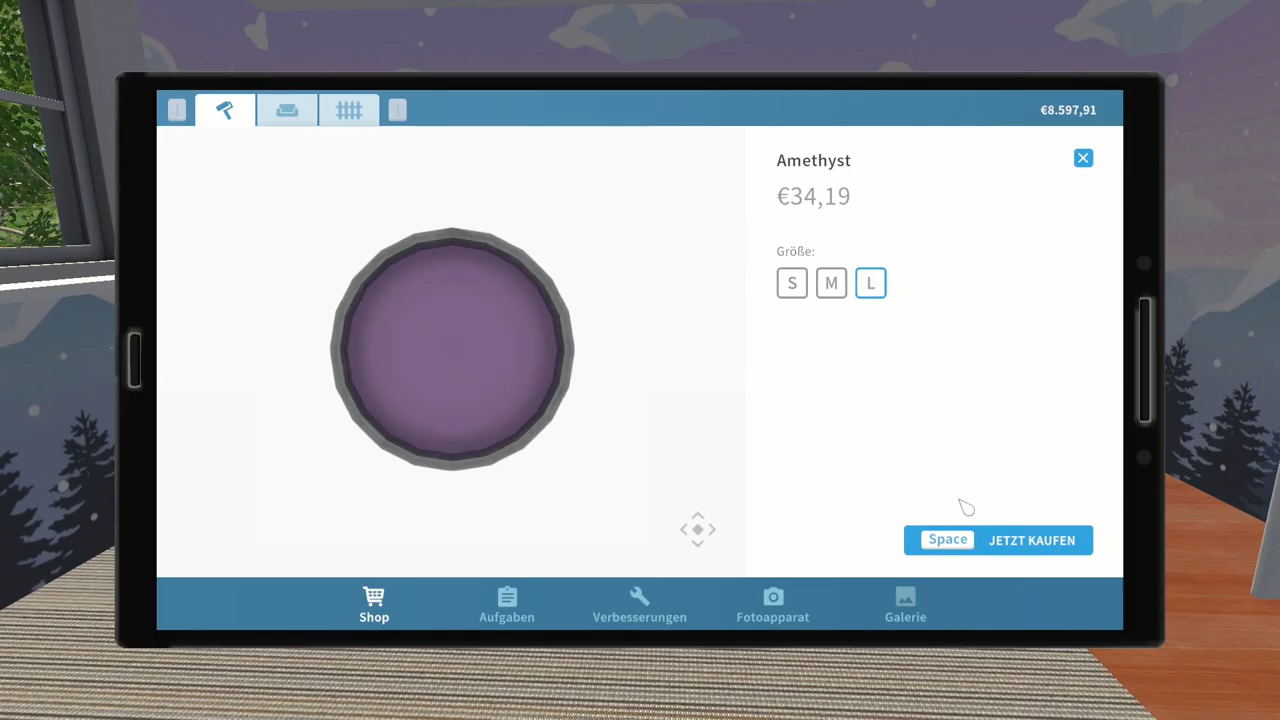 €8.597,91
Amethyst
€34,19
Größe:
S M L
Space JETZT KAUFEN
Shop Aufgaben Verbesserungen Fotoapparat Galerie